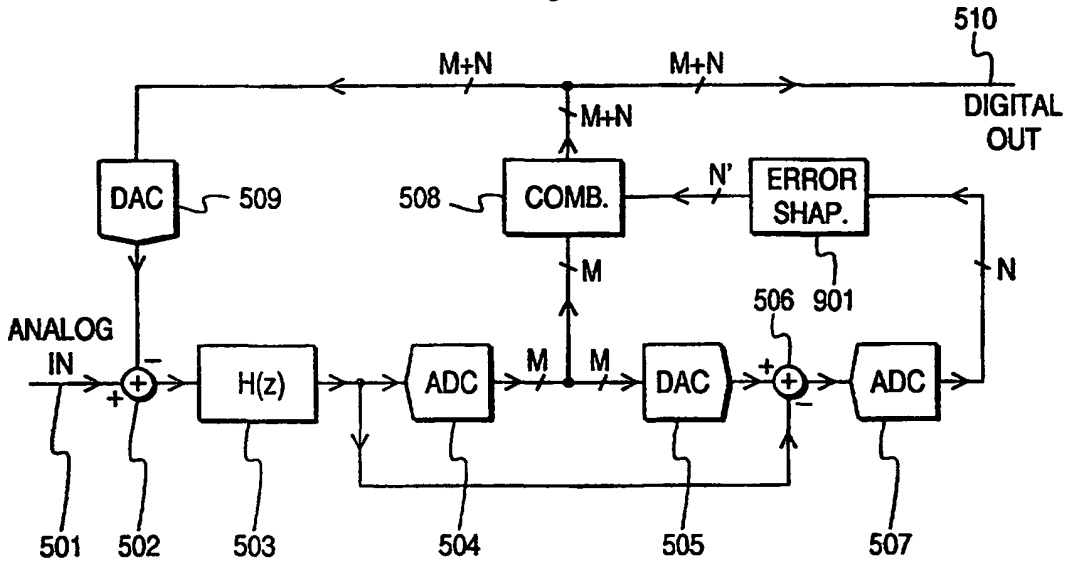 510
M+N
M+N
DIGITAL
OUT
M+N
DAC
509
508
COMB.
N'
ERROR
SHAP.
M
N
506
901
ANALOG
IN
−
+
+
H(z)
ADC
M
M
DAC
+
+
−
ADC
501
502
503
504
505
507